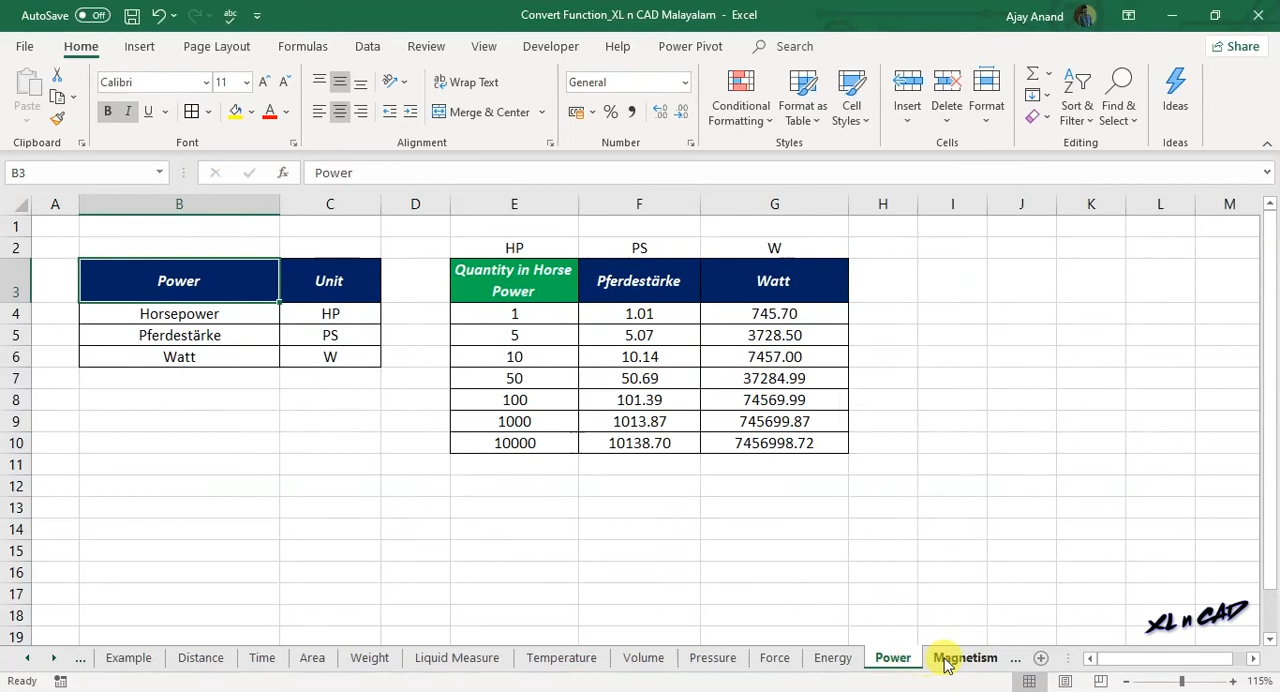 AutoSave Off abc Convert Function_XL n CAD Malayalam - Excel Ajay Anand
File Home Insert Page Layout Formulas Data Review View Developer Help Power Pivot Search Share
Paste Calibri 11 A A ab Wrap Text General Conditional Formatting Format as Table Cell Styles Insert Delete Format Sort & Filter Find & Select Ideas
B I U A Merge & Center % ,
Clipboard Font Alignment Number Styles Cells Editing Ideas
B3 fx Power
A B C D E F G H I J K L M
1
2 HP PS W
3 Power Unit Quantity in Horse Power Pferdestärke Watt
4 Horsepower HP 1 1.01 745.70
5 Pferdestärke PS 5 5.07 3728.50
6 Watt W 10 10.14 7457.00
7 50 50.69 37284.99
8 100 101.39 74569.99
9 1000 1013.87 745699.87
10 10000 10138.70 7456998.72
11
12
13
14
15
16
17
18
XL n CAD
19
... Example Distance Time Area Weight Liquid Measure Temperature Volume Pressure Force Energy Power Magnetism ...
Ready 115%